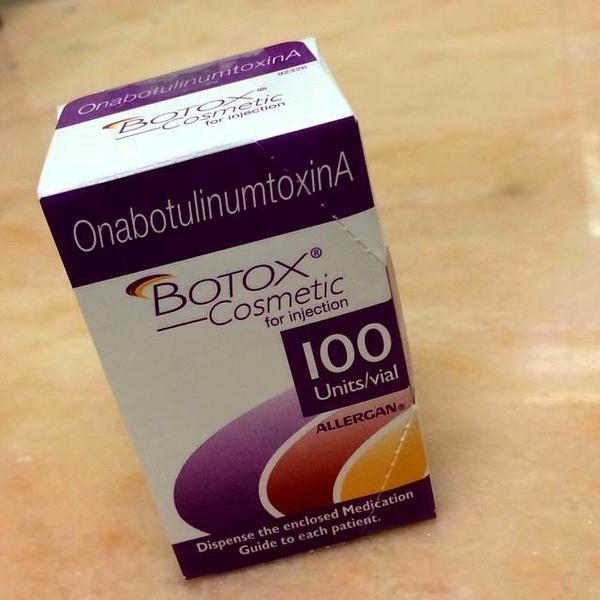 OnabotulinumtoxinA
92326
BOTOX®
Cosmetic
for injection
OnabotulinumtoxinA
BOTOX®
Cosmetic
for injection
100
Units/vial
ALLERGAN®
Dispense the enclosed Medication
Guide to each patient.